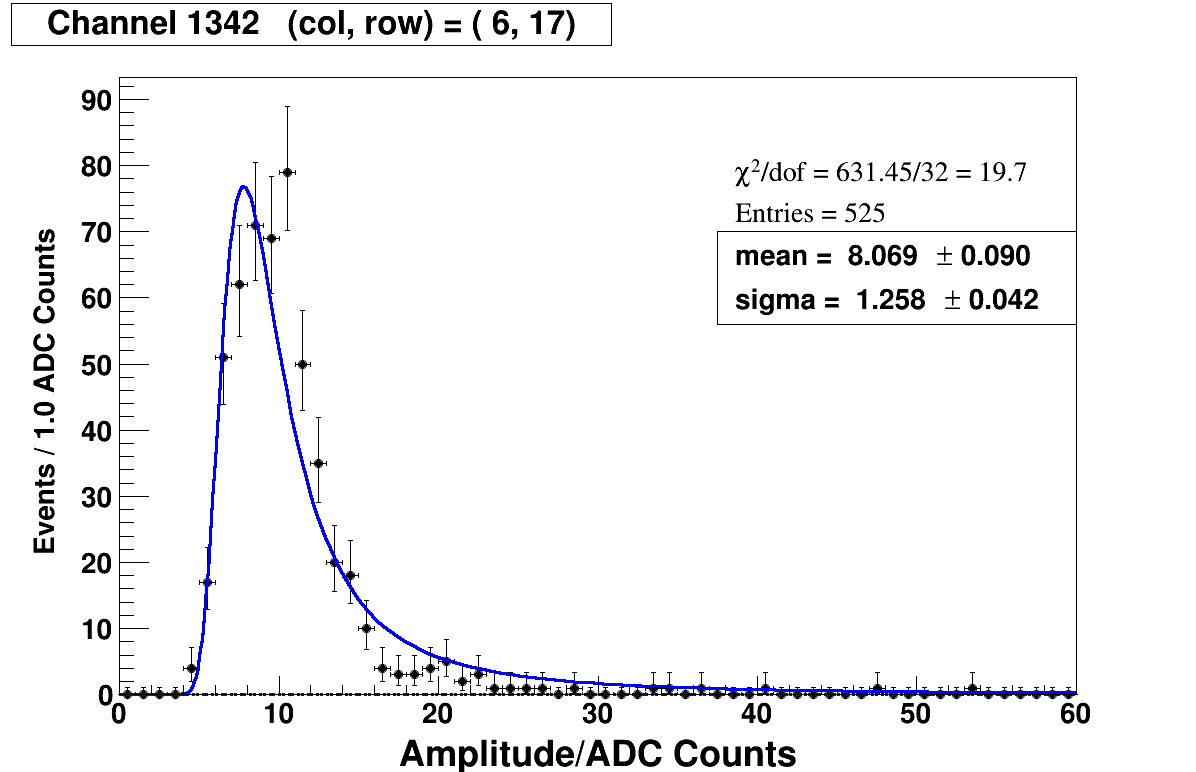 Channel 1342 (col, row) = ( 6, 17)
90
80
70
60
50
40
30
20
10
0
Events / 1.0 ADC Counts
χ²/dof = 631.45/32 = 19.7
Entries = 525
mean = 8.069 ± 0.090
sigma = 1.258 ± 0.042
0 10 20 30 40 50 60
Amplitude/ADC Counts